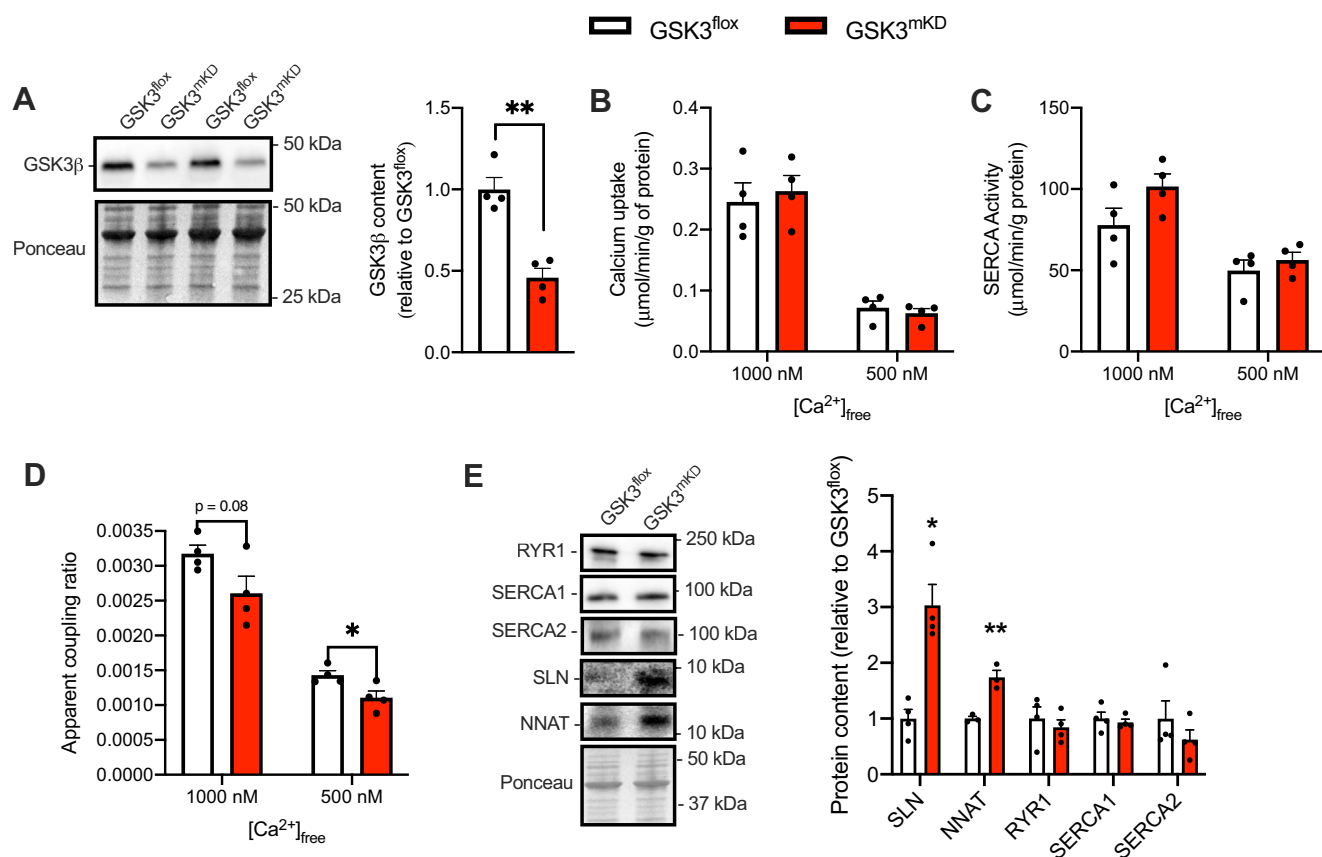 GSK3flox GSK3mKD
A
GSK3flox GSK3mKD GSK3flox GSK3mKD
GSK3β
- 50 kDa
- 50 kDa
Ponceau
- 25 kDa
GSK3β content
(relative to GSK3flox)
1.5
1.0
0.5
0.0
**
B
Calcium uptake
(μmol/min/g of protein)
0.4
0.3
0.2
0.1
0.0
1000 nM 500 nM
[Ca2+]free
C
SERCA Activity
(μmol/min/g protein)
150
100
50
0
1000 nM 500 nM
[Ca2+]free
D
Apparent coupling ratio
0.0035
0.0030
0.0025
0.0020
0.0015
0.0010
0.0005
0.0000
p = 0.08
*
1000 nM 500 nM
[Ca2+]free
E
GSK3flox GSK3mKD
RYR1 -
- 250 kDa
SERCA1 -
- 100 kDa
SERCA2 -
- 100 kDa
SLN -
- 10 kDa
NNAT -
- 10 kDa
- 50 kDa
Ponceau
- 37 kDa
Protein content (relative to GSK3flox)
5
4
3
2
1
0
*
**
SLN NNAT RYR1 SERCA1 SERCA2